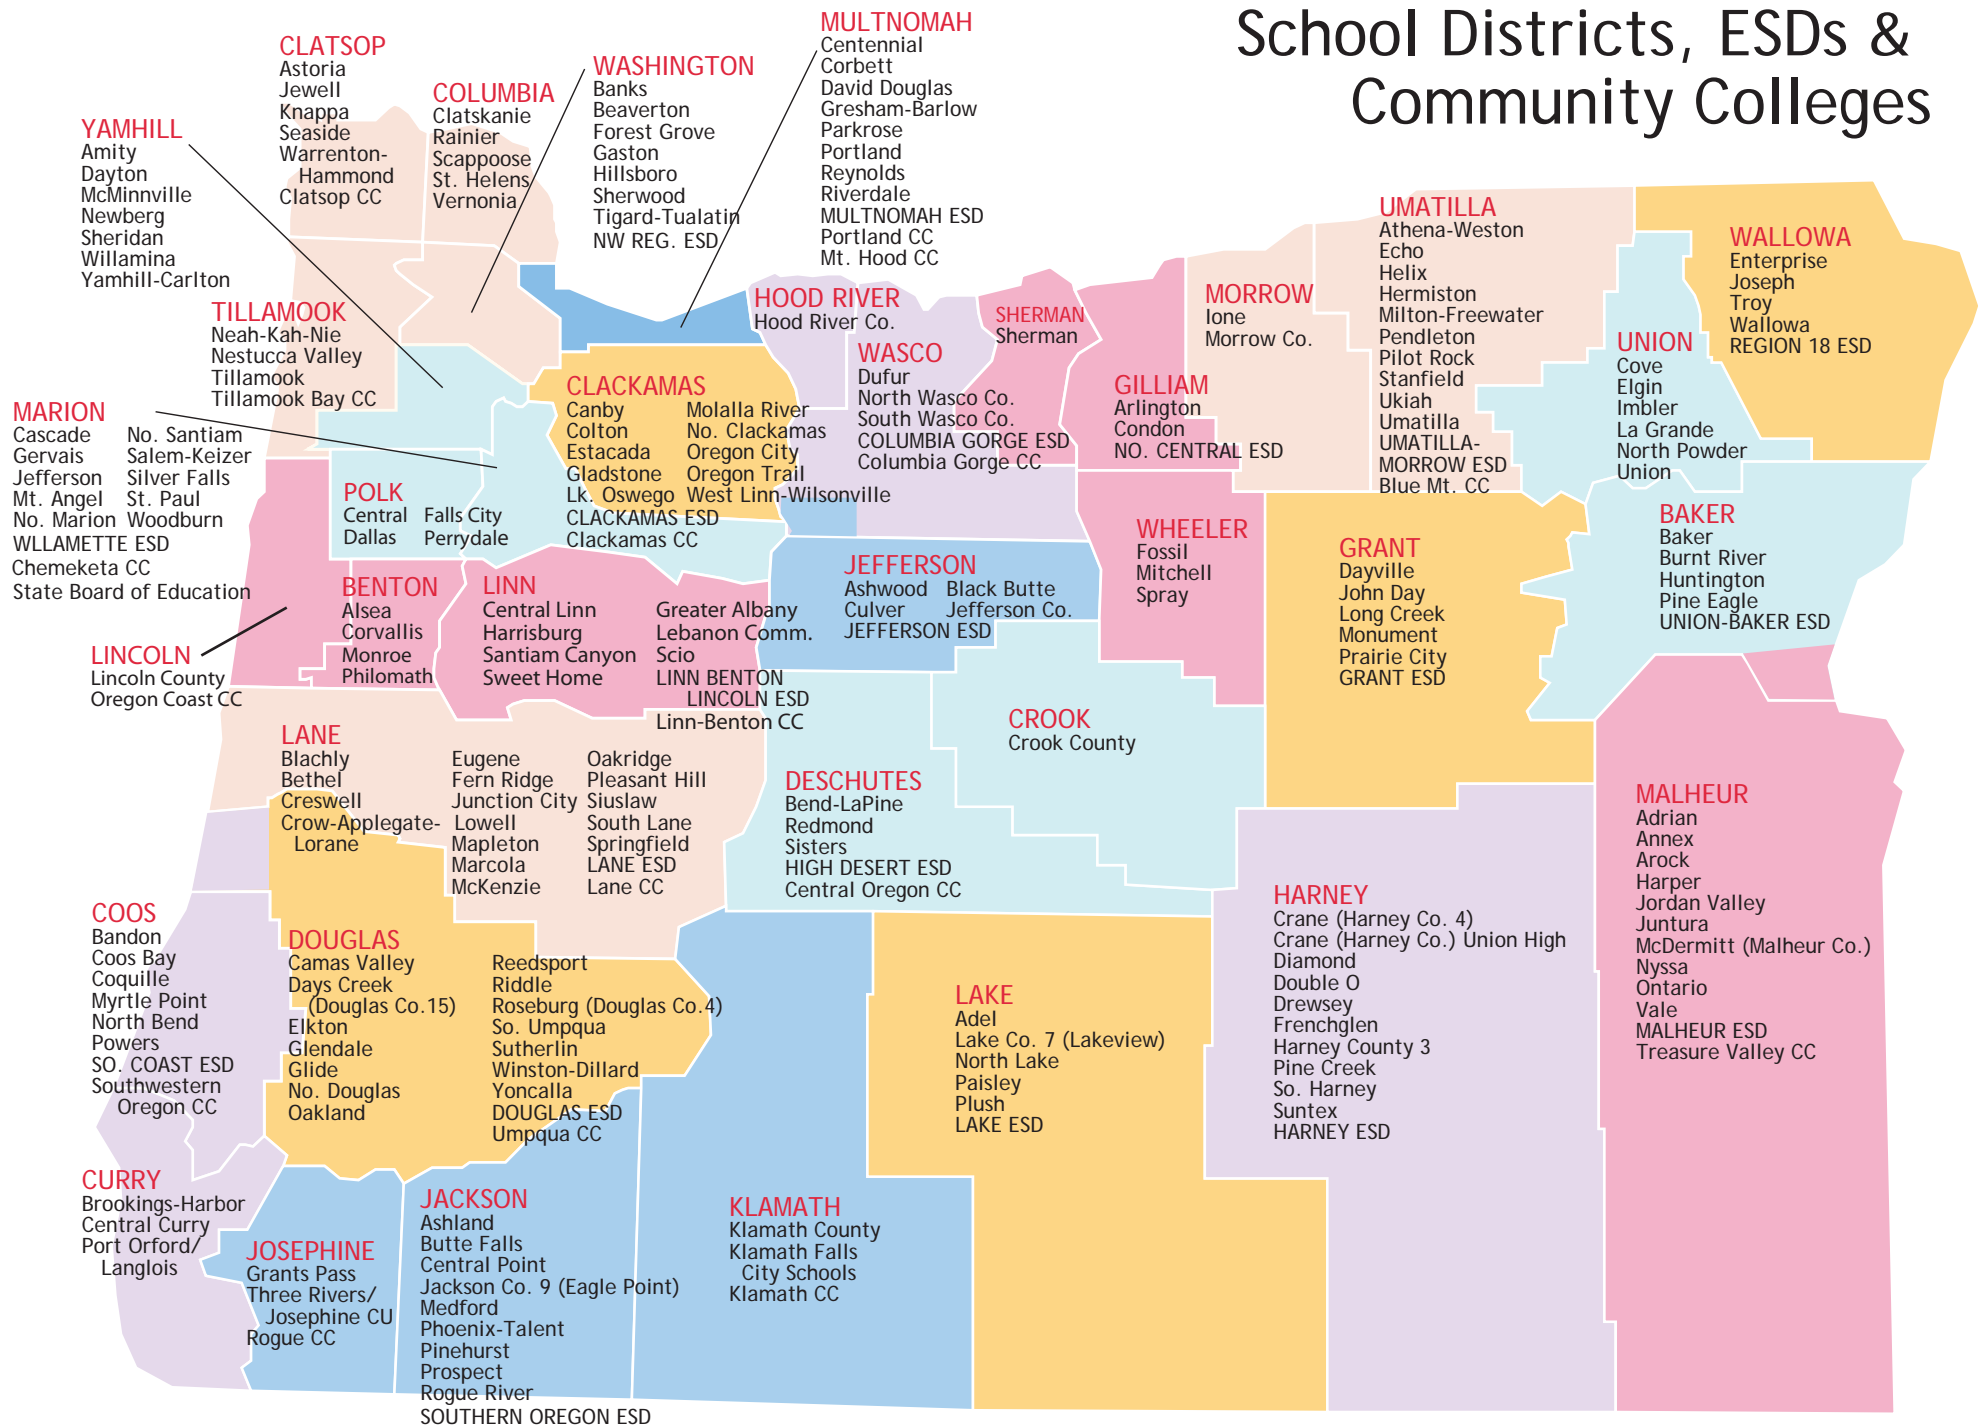 School Districts, ESDs &
Community Colleges
CLATSOP
Astoria
Jewell
Knappa
Seaside
Warrenton-
Hammond
Clatsop CC
COLUMBIA
Clatskanie
Rainier
Scappoose
St. Helens
Vernonia
WASHINGTON
Banks
Beaverton
Forest Grove
Gaston
Hillsboro
Sherwood
Tigard-Tualatin
NW REG. ESD
MULTNOMAH
Centennial
Corbett
David Douglas
Gresham-Barlow
Parkrose
Portland
Reynolds
Riverdale
MULTNOMAH ESD
Portland CC
Mt. Hood CC
YAMHILL
Amity
Dayton
McMinnville
Newberg
Sheridan
Willamina
Yamhill-Carlton
TILLAMOOK
Neah-Kah-Nie
Nestucca Valley
Tillamook
Tillamook Bay CC
HOOD RIVER
Hood River Co.
WASCO
Dufur
North Wasco Co.
South Wasco Co.
COLUMBIA GORGE ESD
Columbia Gorge CC
SHERMAN
Sherman
GILLIAM
Arlington
Condon
NO. CENTRAL ESD
MORROW
Ione
Morrow Co.
UMATILLA
Athena-Weston
Echo
Helix
Hermiston
Milton-Freewater
Pendleton
Pilot Rock
Stanfield
Ukiah
Umatilla
UMATILLA-
MORROW ESD
Blue Mt. CC
UNION
Cove
Elgin
Imbler
La Grande
North Powder
Union
WALLOWA
Enterprise
Joseph
Troy
Wallowa
REGION 18 ESD
MARION
Cascade No. Santiam
Gervais Salem-Keizer
Jefferson Silver Falls
Mt. Angel St. Paul
No. Marion Woodburn
WLLAMETTE ESD
Chemeketa CC
State Board of Education
CLACKAMAS
Canby Molalla River
Colton No. Clackamas
Estacada Oregon City
Gladstone Oregon Trail
Lk. Oswego West Linn-Wilsonville
CLACKAMAS ESD
Clackamas CC
POLK
Central Falls City
Dallas Perrydale
LINCOLN
Lincoln County
Oregon Coast CC
BENTON
Alsea
Corvallis
Monroe
Philomath
LINN
Central Linn Greater Albany
Harrisburg Lebanon Comm.
Santiam Canyon Scio
Sweet Home LINN BENTON
LINCOLN ESD
Linn-Benton CC
JEFFERSON
Ashwood Black Butte
Culver Jefferson Co.
JEFFERSON ESD
WHEELER
Fossil
Mitchell
Spray
GRANT
Dayville
John Day
Long Creek
Monument
Prairie City
GRANT ESD
BAKER
Baker
Burnt River
Huntington
Pine Eagle
UNION-BAKER ESD
CROOK
Crook County
DESCHUTES
Bend-LaPine
Redmond
Sisters
HIGH DESERT ESD
Central Oregon CC
LANE
Blachly Eugene Oakridge
Bethel Fern Ridge Pleasant Hill
Creswell Junction City Siuslaw
Crow-Applegate- Lowell South Lane
Lorane Mapleton Springfield
Marcola LANE ESD
McKenzie Lane CC
COOS
Bandon
Coos Bay
Coquille
Myrtle Point
North Bend
Powers
SO. COAST ESD
Southwestern
Oregon CC
DOUGLAS
Camas Valley Reedsport
Days Creek Riddle
(Douglas Co.15) Roseburg (Douglas Co.4)
Elkton So. Umpqua
Glendale Sutherlin
Glide Winston-Dillard
No. Douglas Yoncalla
Oakland DOUGLAS ESD
Umpqua CC
LAKE
Adel
Lake Co. 7 (Lakeview)
North Lake
Paisley
Plush
LAKE ESD
HARNEY
Crane (Harney Co. 4)
Crane (Harney Co.) Union High
Diamond
Double O
Drewsey
Frenchglen
Harney County 3
Pine Creek
So. Harney
Suntex
HARNEY ESD
MALHEUR
Adrian
Annex
Arock
Harper
Jordan Valley
Juntura
McDermitt (Malheur Co.)
Nyssa
Ontario
Vale
MALHEUR ESD
Treasure Valley CC
CURRY
Brookings-Harbor
Central Curry
Port Orford/
Langlois
JOSEPHINE
Grants Pass
Three Rivers/
Josephine CU
Rogue CC
JACKSON
Ashland
Butte Falls
Central Point
Jackson Co. 9 (Eagle Point)
Medford
Phoenix-Talent
Pinehurst
Prospect
Rogue River
SOUTHERN OREGON ESD
KLAMATH
Klamath County
Klamath Falls
City Schools
Klamath CC